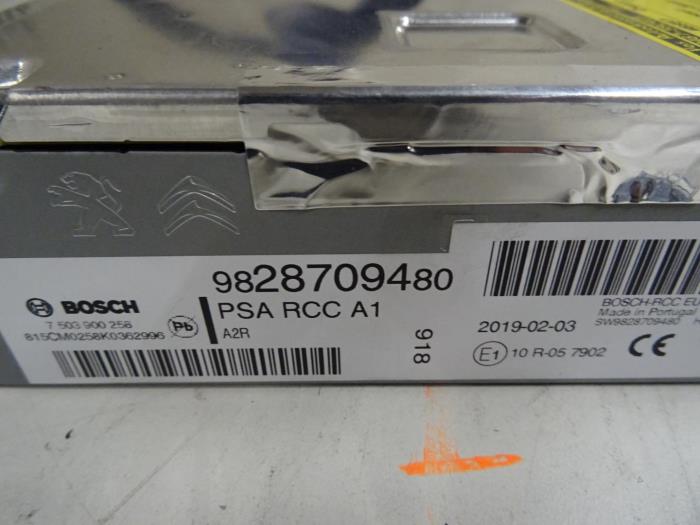 9828709480
BOSCH
PSA RCC A1
7 503 900 258
Pb
A2R
815CM0258K0362996
918
BOSCH-RCC EU
Made in Portugal
SW9828709480
2019-02-03
E1 10 R-05 7902
CE